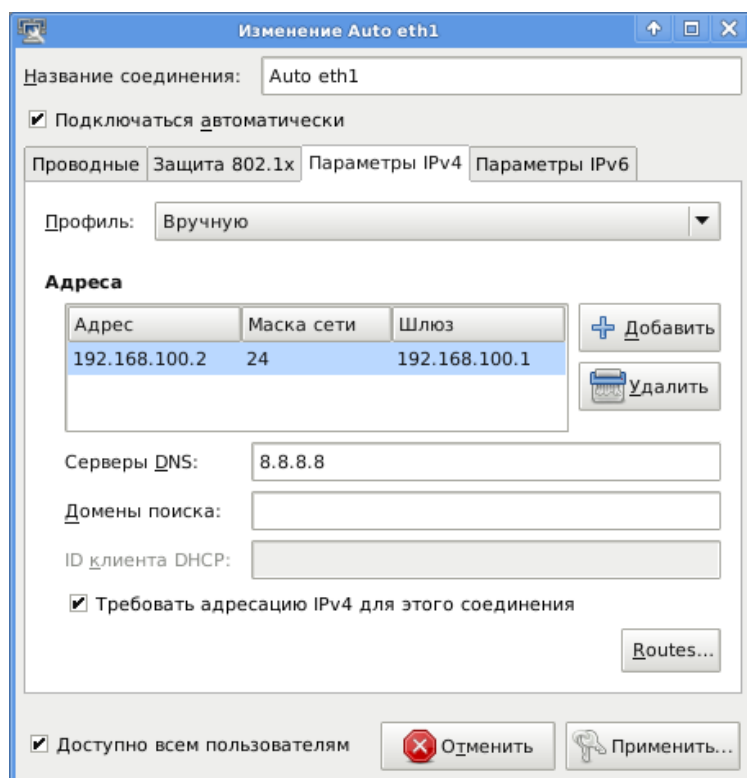 Изменение Auto eth1
Название соединения: Auto eth1
Подключаться автоматически
Проводные Защита 802.1x Параметры IPv4 Параметры IPv6
Профиль: Вручную
Адреса
Адрес Маска сети Шлюз
192.168.100.2 24 192.168.100.1
Добавить
Удалить
Серверы DNS: 8.8.8.8
Домены поиска:
ID клиента DHCP:
Требовать адресацию IPv4 для этого соединения
Routes...
Доступно всем пользователям Отменить Применить...